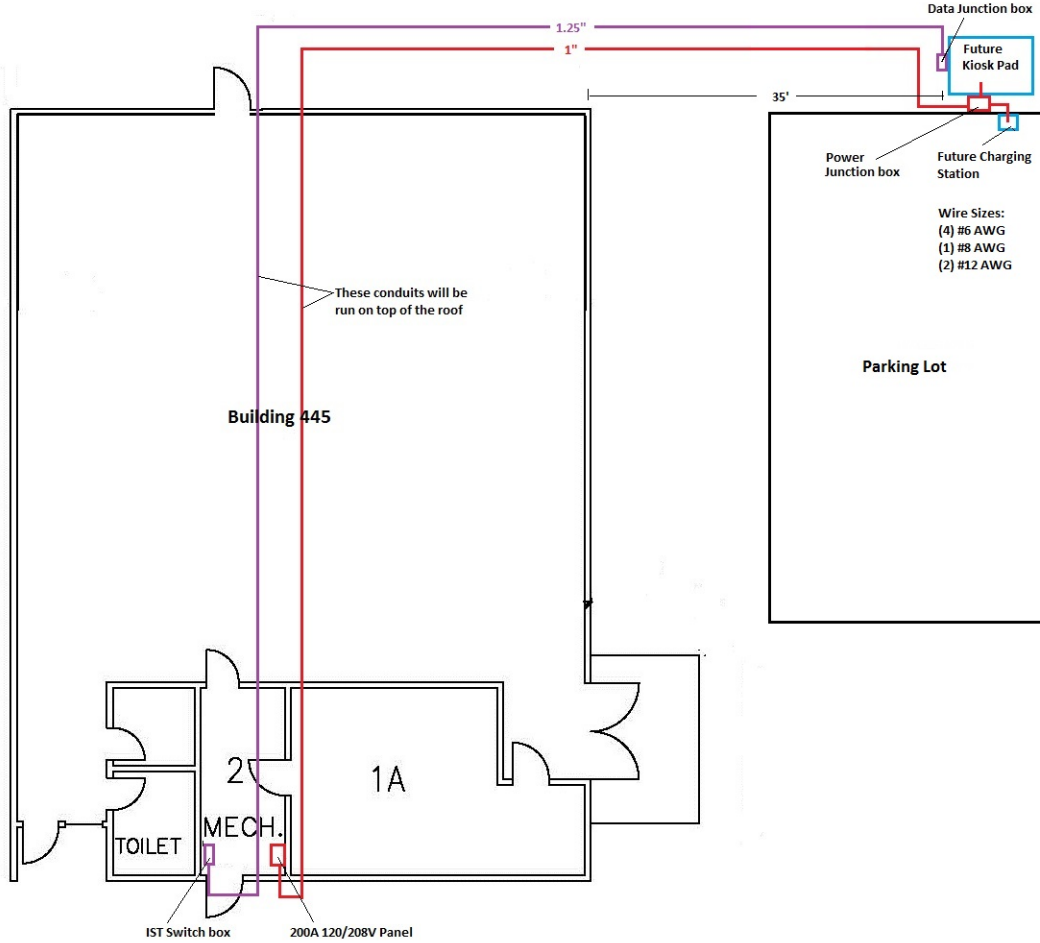 Data Junction box
1.25"
1"
Future
Kiosk Pad
35'
Power
Junction box
Future Charging
Station
Wire Sizes:
(4) #6 AWG
(1) #8 AWG
(2) #12 AWG
These conduits will be
run on top of the roof
Parking Lot
Building 445
2
1A
MECH.
TOILET
IST Switch box
200A 120/208V Panel